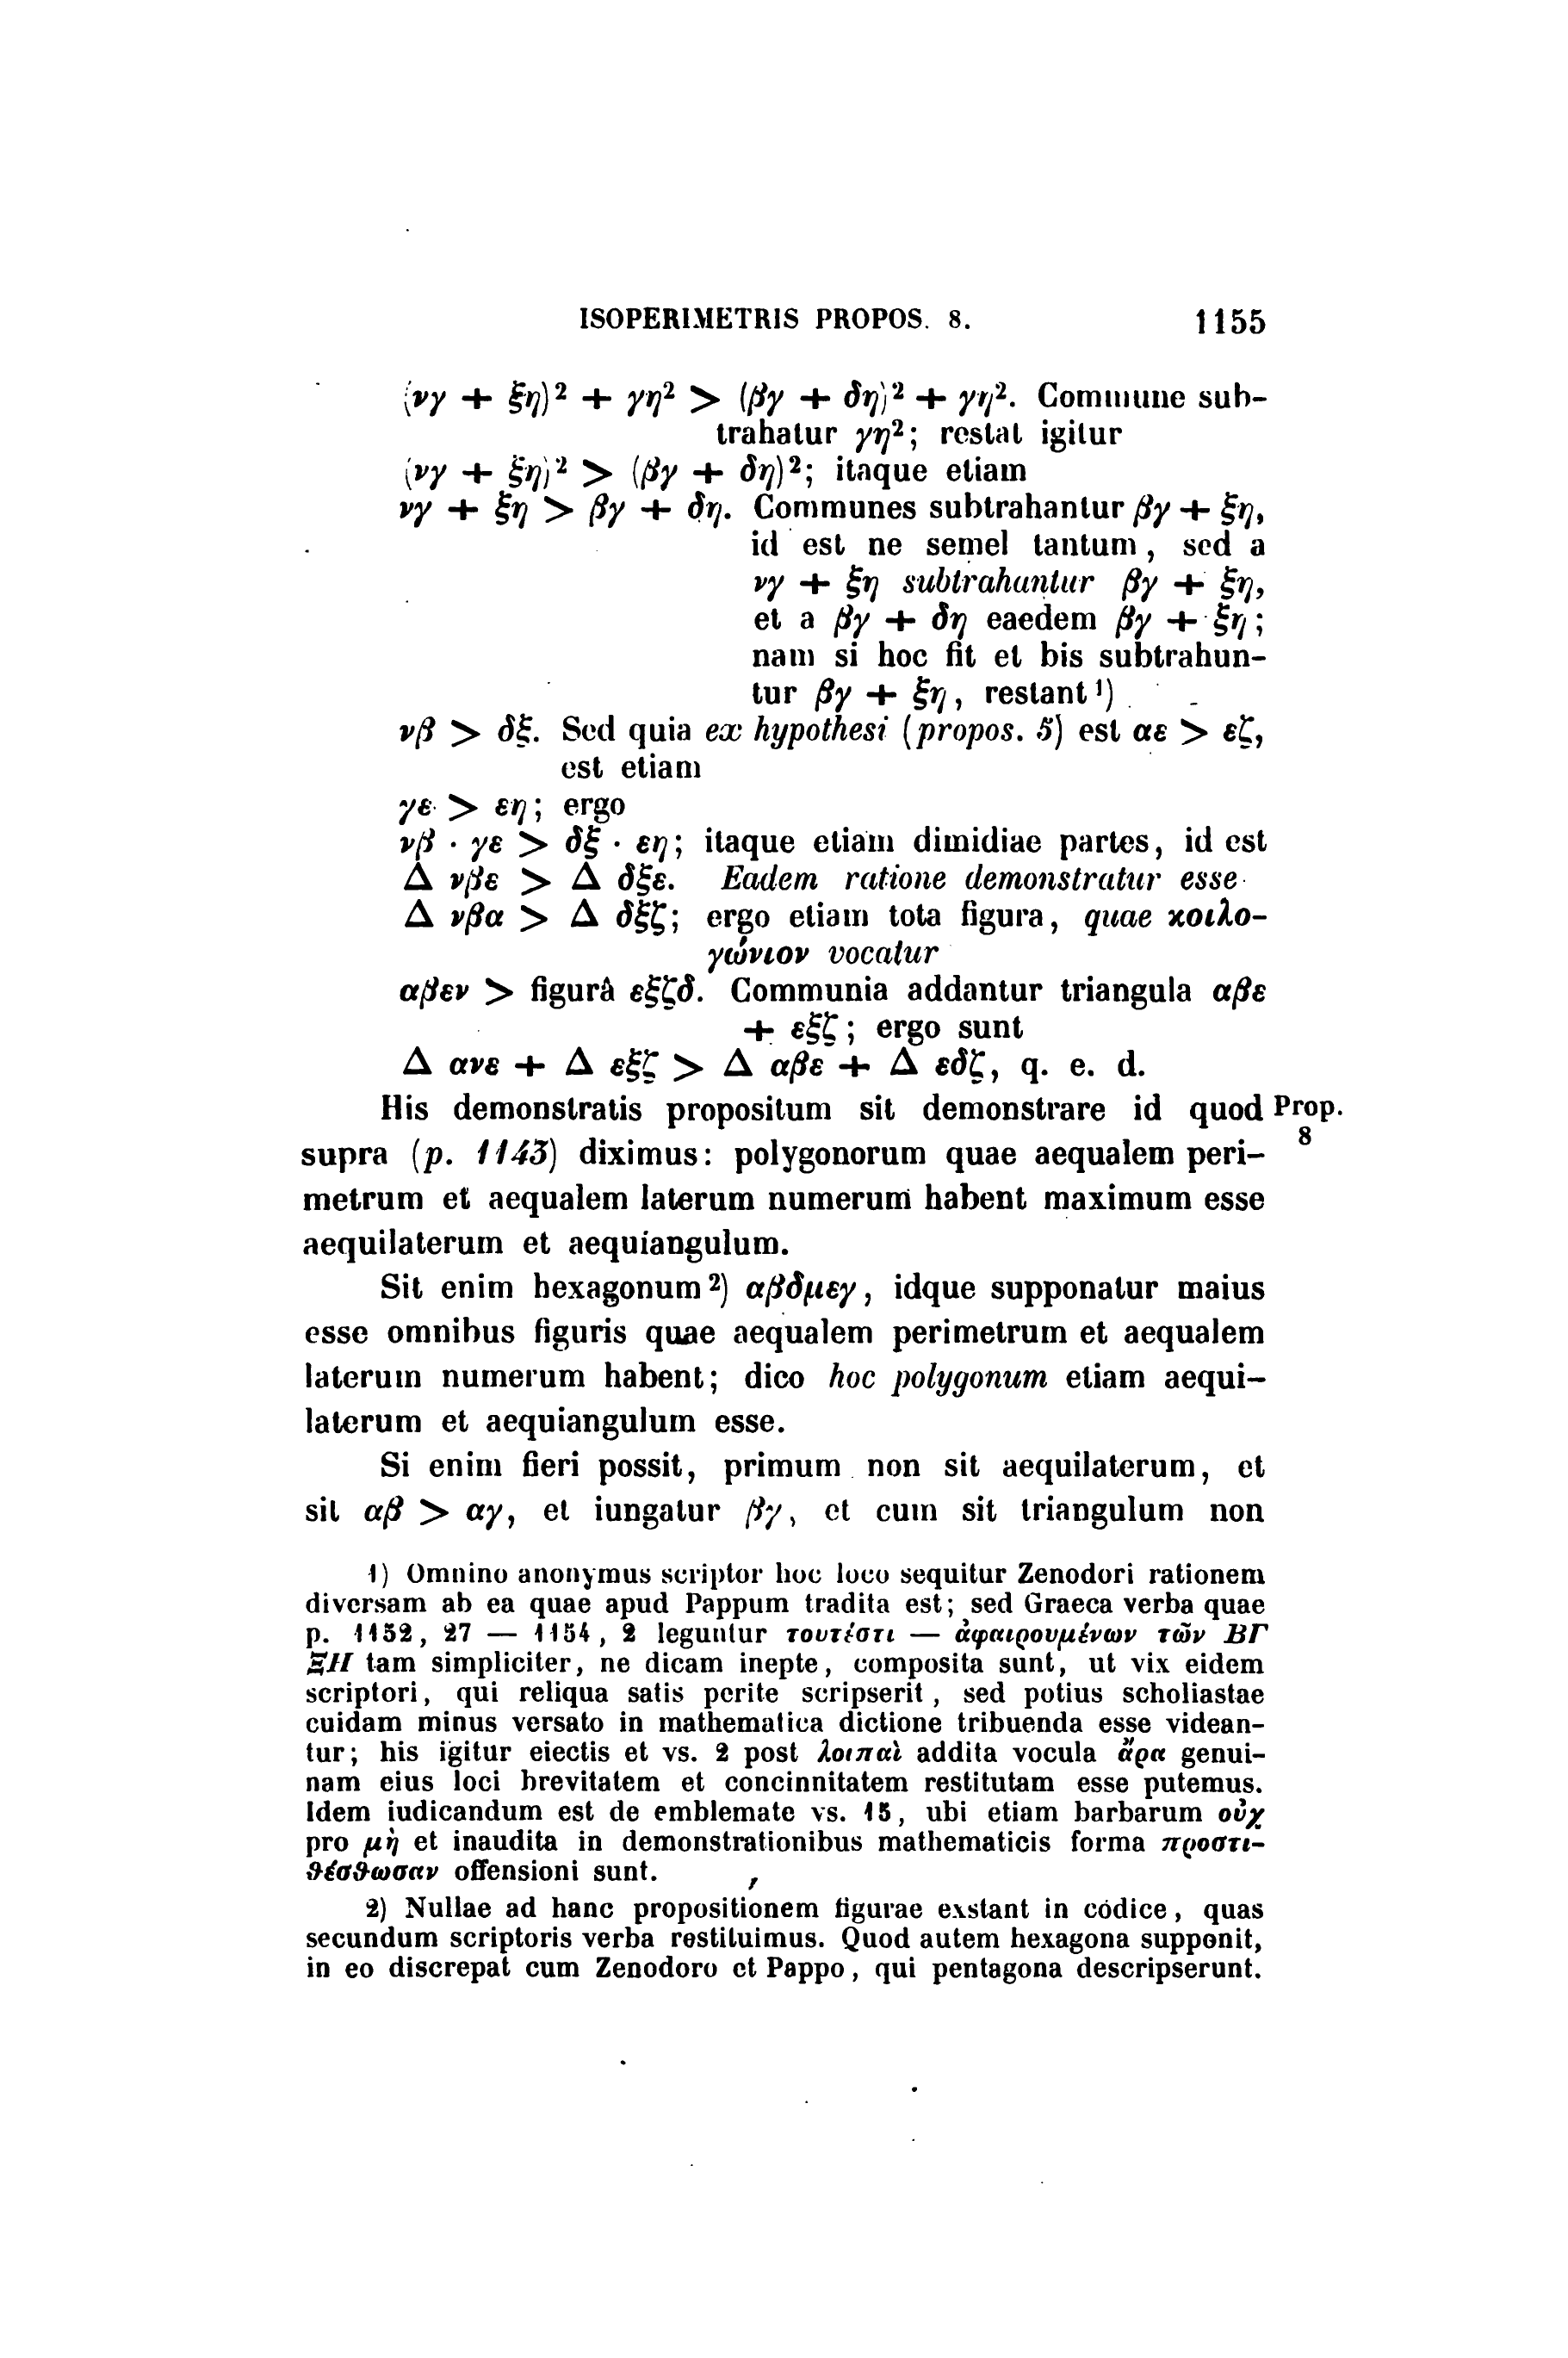 ISOPERIMETRIS PROPOS. 8. 1155
(νγ + ξη)² + γη² > (βγ + δη)² + γη². Commune sub-
trahatur γη²; restat igitur
(νγ + ξη)² > (βγ + δη)²; itaque etiam
νγ + ξη > βγ + δη. Communes subtrahantur βγ + ξη,
id est ne semel tantum, sed a
νγ + ξη subtrahantur βγ + ξη,
et a βγ + δη eaedem βγ + ξη;
nam si hoc fit et bis subtrahun-
tur βγ + ξη, restant ¹)
νβ > δξ. Sed quia ex hypothesi (propos. 5) est αε > εζ,
est etiam
γε > εη; ergo
νβ · γε > δξ · εη; itaque etiam dimidiae partes, id est
Δ νβε > Δ δξε. Eadem ratione demonstratur esse
Δ νβα > Δ δξζ; ergo etiam tota figura, quae κοιλο-
γώνιον vocatur
αβεν > figurâ εξζδ. Communia addantur triangula αβε
+ εξζ; ergo sunt
Δ ανε + Δ εξζ > Δ αβε + Δ εδζ, q. e. d.
His demonstratis propositum sit demonstrare id quod Prop.
8
supra (p. 1143) diximus: polygonorum quae aequalem peri-
metrum et aequalem laterum numerum habent maximum esse
aequilaterum et aequiangulum.
Sit enim hexagonum ²) αβδμεγ, idque supponatur maius
esse omnibus figuris quae aequalem perimetrum et aequalem
laterum numerum habent; dico hoc polygonum etiam aequi-
laterum et aequiangulum esse.
Si enim fieri possit, primum non sit aequilaterum, et
sit αβ > αγ, et iungatur βγ, et cum sit triangulum non
1) Omnino anonymus scriptor hoc loco sequitur Zenodori rationem
diversam ab ea quae apud Pappum tradita est; sed Graeca verba quae
p. 1152, 27 — 1154, 2 leguntur τουτέστι — ἀφαιρουμένων τῶν ΒΓ
ΞΗ tam simpliciter, ne dicam inepte, composita sunt, ut vix eidem
scriptori, qui reliqua satis perite scripserit, sed potius scholiastae
cuidam minus versato in mathematica dictione tribuenda esse videan-
tur; his igitur eiectis et vs. 2 post λοιπαὶ addita vocula ἄρα genui-
nam eius loci brevitatem et concinnitatem restitutam esse putemus.
Idem iudicandum est de emblemate vs. 15, ubi etiam barbarum οὐχ
pro μὴ et inaudita in demonstrationibus mathematicis forma προστι-
θέσθωσαν offensioni sunt.
2) Nullae ad hanc propositionem figurae exstant in codice, quas
secundum scriptoris verba restituimus. Quod autem hexagona supponit,
in eo discrepat cum Zenodoro et Pappo, qui pentagona descripserunt.